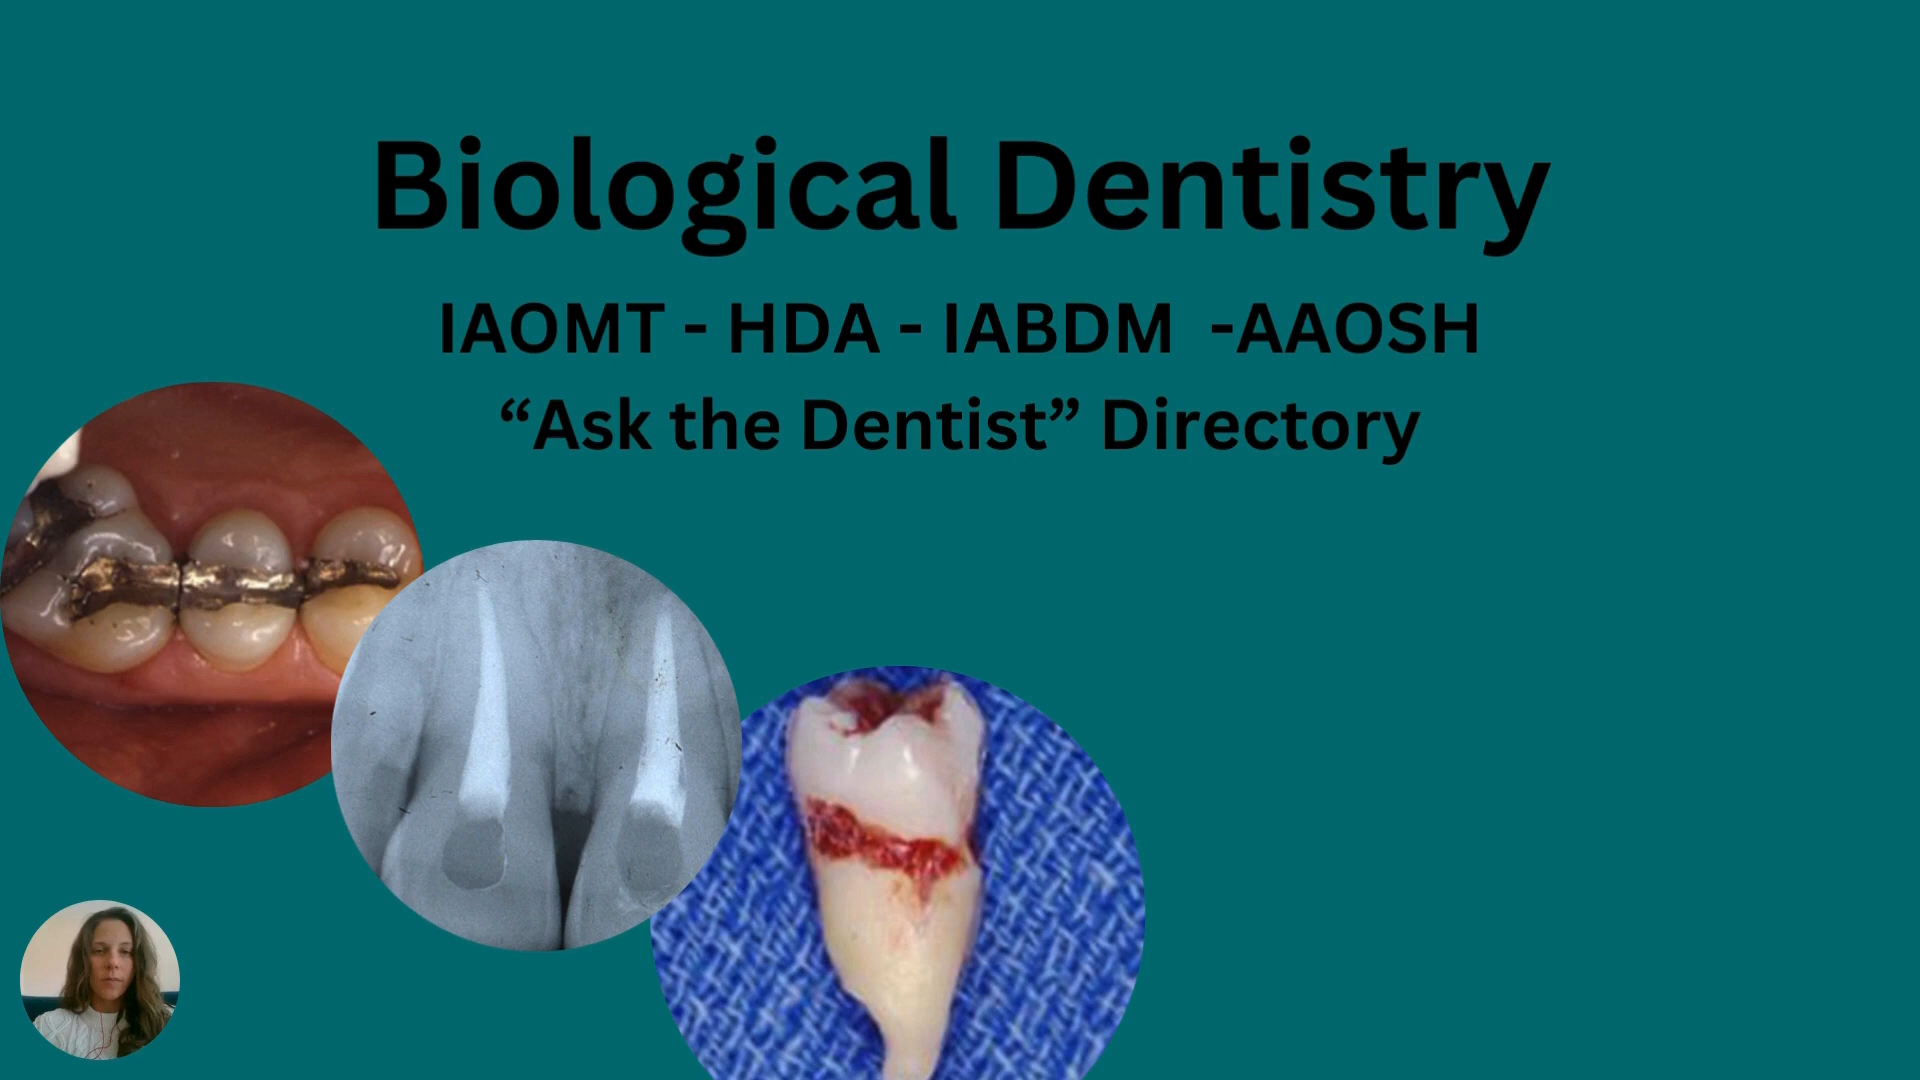 Biological Dentistry
IAOMT - HDA - IABDM  -AAOSH
“Ask the Dentist” Directory